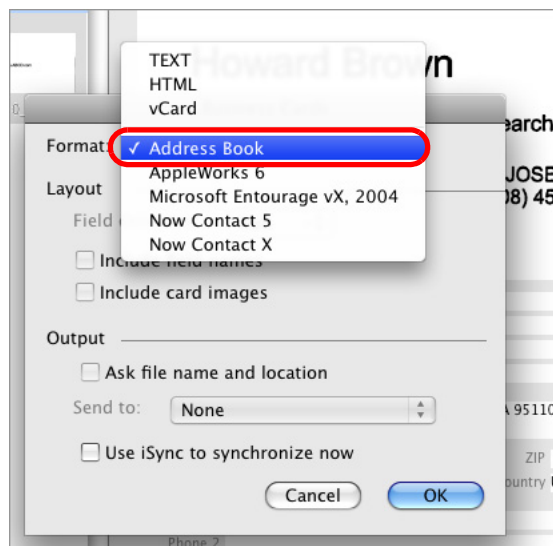 Howard Brown
TEXT
HTML
vCard
Format:
✓ Address Book
AppleWorks 6
Microsoft Entourage vX, 2004
Now Contact 5
Now Contact X
Layout
Field
Include field names
Include card images
Output
Ask file name and location
Send to: None
Use iSync to synchronize now
Cancel OK
earch
JOSE
08) 45
A 95110
ZIP
ountry U
Phone 2